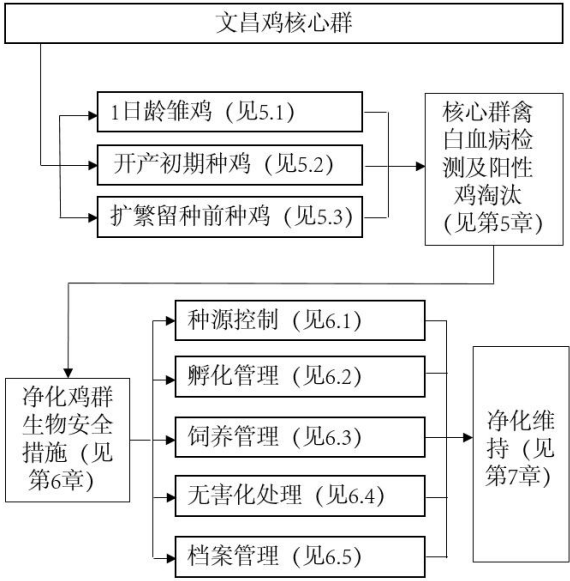 文昌鸡核心群
1日龄雏鸡（见5.1）
开产初期种鸡（见5.2）
扩繁留种前种鸡（见5.3）
核心群禽
白血病检
测及阳性
鸡淘汰
（见第5章）
净化鸡群
生物安全
措施（见
第6章）
种源控制（见6.1）
孵化管理（见6.2）
饲养管理（见6.3）
无害化处理（见6.4）
档案管理（见6.5）
净化维
持（见
第7章）